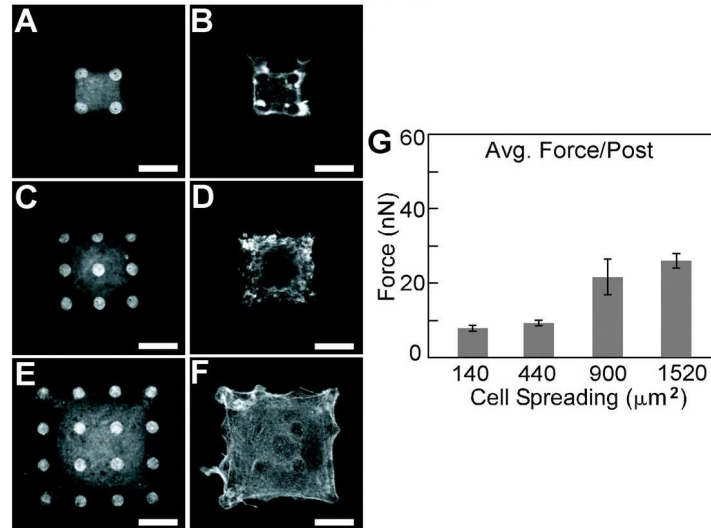 A
B
C
D
E
F
G
Avg. Force/Post
60
40
20
0
Force (nN)
140 440 900 1520
Cell Spreading (μm²)